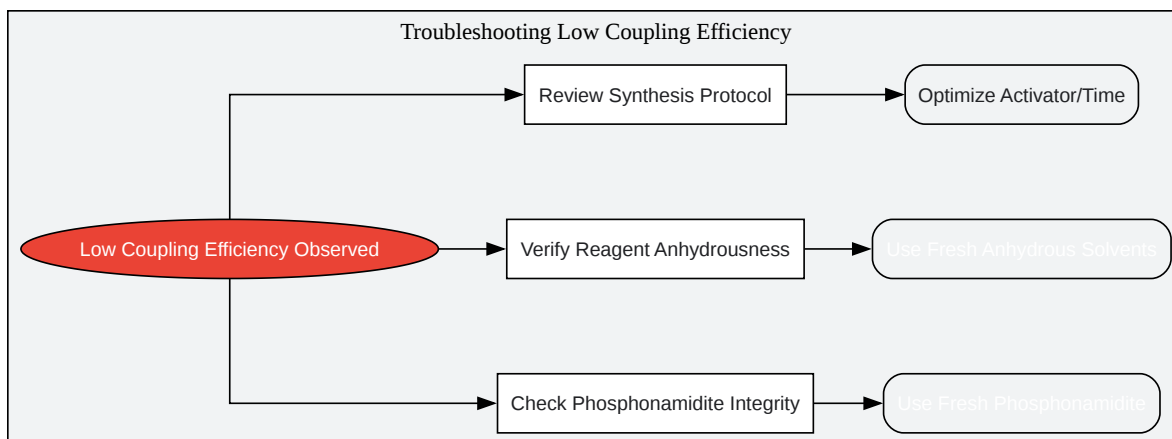 Troubleshooting Low Coupling Efficiency
Review Synthesis Protocol
Optimize Activator/Time
Low Coupling Efficiency Observed
Verify Reagent Anhydrousness
Use Fresh Anhydrous Solvents
Check Phosphonamidite Integrity
Use Fresh Phosphonamidite